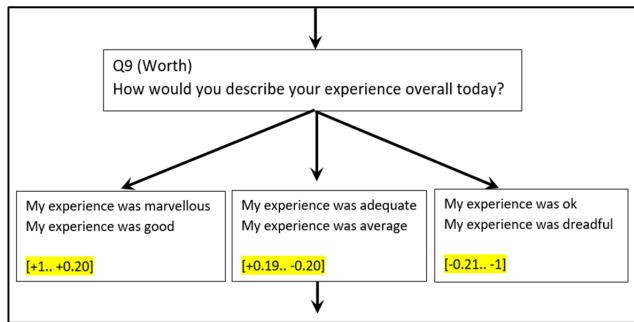 Q9 (Worth)
How would you describe your experience overall today?
My experience was marvellous
My experience was good
[+1.. +0.20]
My experience was adequate
My experience was average
[+0.19.. -0.20]
My experience was ok
My experience was dreadful
[-0.21.. -1]